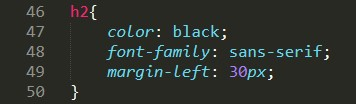 46 h2{
47 color: black;
48 font-family: sans-serif;
49 margin-left: 30px;
50 }